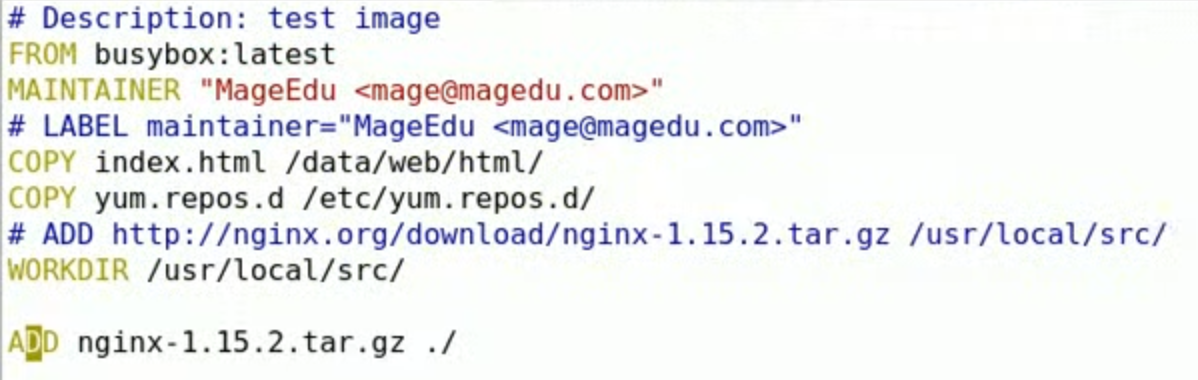 # Description: test image
FROM busybox:latest
MAINTAINER "MageEdu <mage@magedu.com>"
# LABEL maintainer="MageEdu <mage@magedu.com>"
COPY index.html /data/web/html/
COPY yum.repos.d /etc/yum.repos.d/
# ADD http://nginx.org/download/nginx-1.15.2.tar.gz /usr/local/src/
WORKDIR /usr/local/src/
ADD nginx-1.15.2.tar.gz ./